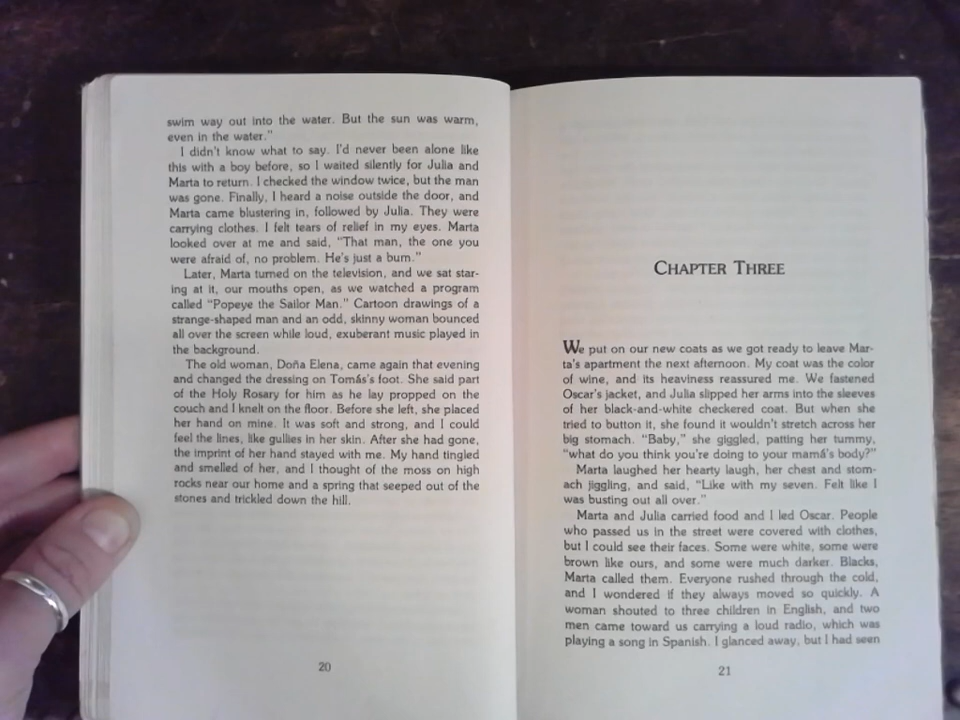 swim way out into the water. But the sun was warm,
even in the water."
I didn't know what to say. I'd never been alone like
this with a boy before, so I waited silently for Julia and
Marta to return. I checked the window twice, but the man
was gone. Finally, I heard a noise outside the door, and
Marta came blustering in, followed by Julia. They were
carrying clothes. I felt tears of relief in my eyes. Marta
looked over at me and said, "That man, the one you
were afraid of, no problem. He's just a bum."
Later, Marta turned on the television, and we sat star-
ing at it, our mouths open, as we watched a program
called "Popeye the Sailor Man." Cartoon drawings of a
strange-shaped man and an odd, skinny woman bounced
all over the screen while loud, exuberant music played in
the background.
The old woman, Doña Elena, came again that evening
and changed the dressing on Tomás's foot. She said part
of the Holy Rosary for him as he lay propped on the
couch and I knelt on the floor. Before she left, she placed
her hand on mine. It was soft and strong, and I could
feel the lines, like gullies in her skin. After she had gone,
the imprint of her hand stayed with me. My hand tingled
and smelled of her, and I thought of the moss on high
rocks near our home and a spring that seeped out of the
stones and trickled down the hill.
20
CHAPTER THREE
We put on our new coats as we got ready to leave Mar-
ta's apartment the next afternoon. My coat was the color
of wine, and its heaviness reassured me. We fastened
Oscar's jacket, and Julia slipped her arms into the sleeves
of her black-and-white checkered coat. But when she
tried to button it, she found it wouldn't stretch across her
big stomach. "Baby," she giggled, patting her tummy,
"what do you think you're doing to your mamá's body?"
Marta laughed her hearty laugh, her chest and stom-
ach jiggling, and said, "Like with my seven. Felt like I
was busting out all over."
Marta and Julia carried food and I led Oscar. People
who passed us in the street were covered with clothes,
but I could see their faces. Some were white, some were
brown like ours, and some were much darker. Blacks,
Marta called them. Everyone rushed through the cold,
and I wondered if they always moved so quickly. A
woman shouted to three children in English, and two
men came toward us carrying a loud radio, which was
playing a song in Spanish. I glanced away, but I had seen
21